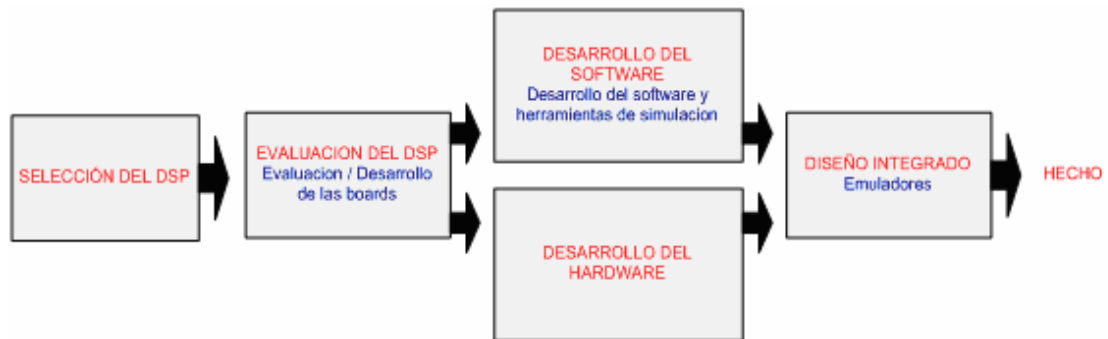 SELECCIÓN DEL DSP
EVALUACION DEL DSP
Evaluacion / Desarrollo
de las boards
DESARROLLO DEL
SOFTWARE
Desarrollo del software y
herramientas de simulacion
DESARROLLO DEL
HARDWARE
DISEÑO INTEGRADO
Emuladores
HECHO